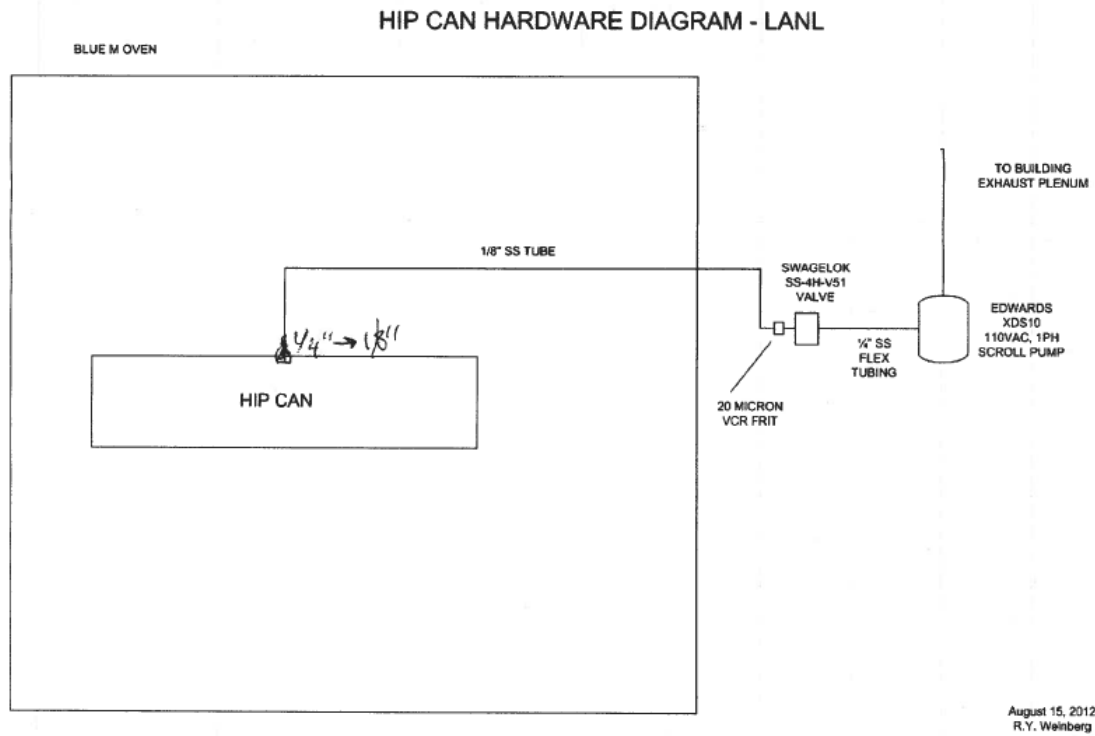 HIP CAN HARDWARE DIAGRAM - LANL
BLUE M OVEN
TO BUILDING
EXHAUST PLENUM
1/8" SS TUBE
SWAGELOK
SS-4H-V51
VALVE
EDWARDS
XDS10
110VAC, 1PH
SCROLL PUMP
¼" SS
FLEX
TUBING
1/4" → 1/8"
HIP CAN
20 MICRON
VCR FRIT
August 15, 2012
R.Y. Weinberg